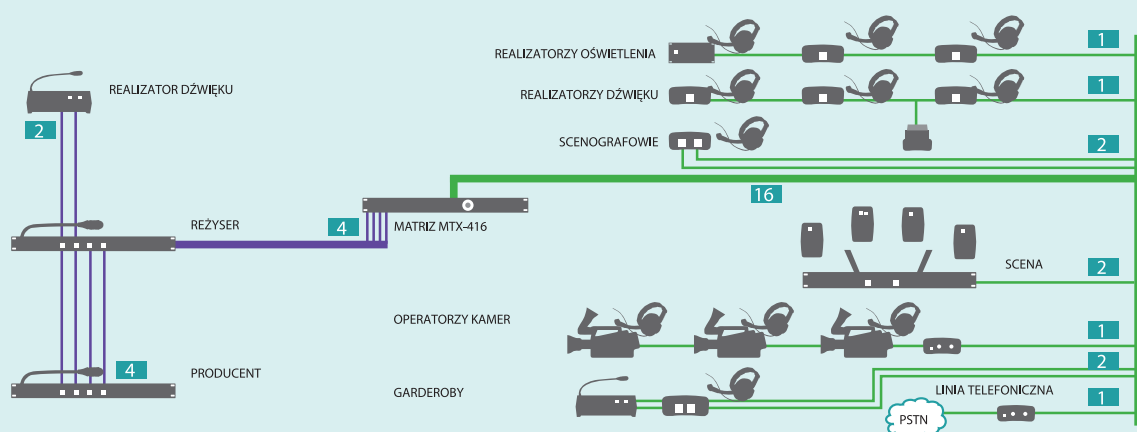 REALIZATORZY OŚWIETLENIA
1
REALIZATOR DŹWIĘKU
2
REALIZATORZY DŹWIĘKU
1
SCENOGRAFOWIE
2
16
REŻYSER
4
MATRIZ MTX-416
SCENA
2
OPERATORZY KAMER
1
PRODUCENT
4
GARDEROBY
2
LINIA TELEFONICZNA
1
PSTN